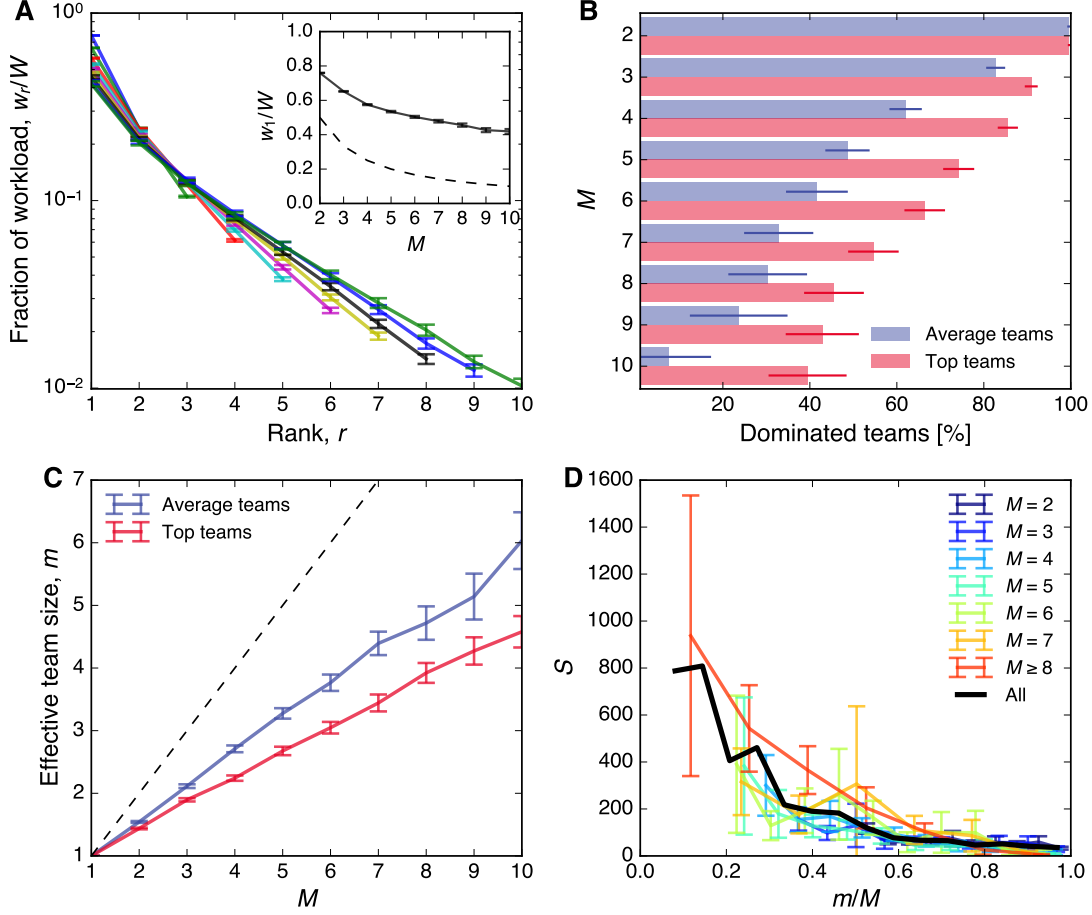 A
Fraction of workload, w_r/W
10⁰
10⁻¹
10⁻²
1 2 3 4 5 6 7 8 9 10
Rank, r
w₁/W
1.0
0.8
0.6
0.4
0.2
0.0
2 3 4 5 6 7 8 9 10
M
B
M
2
3
4
5
6
7
8
9
10
Average teams
Top teams
20 40 60 80 100
Dominated teams [%]
C
Effective team size, m
7
6
5
4
3
2
1
Average teams
Top teams
1 2 3 4 5 6 7 8 9 10
M
D
S
1600
1400
1200
1000
800
600
400
200
0
M = 2
M = 3
M = 4
M = 5
M = 6
M = 7
M ≥ 8
All
0.0 0.2 0.4 0.6 0.8 1.0
m/M